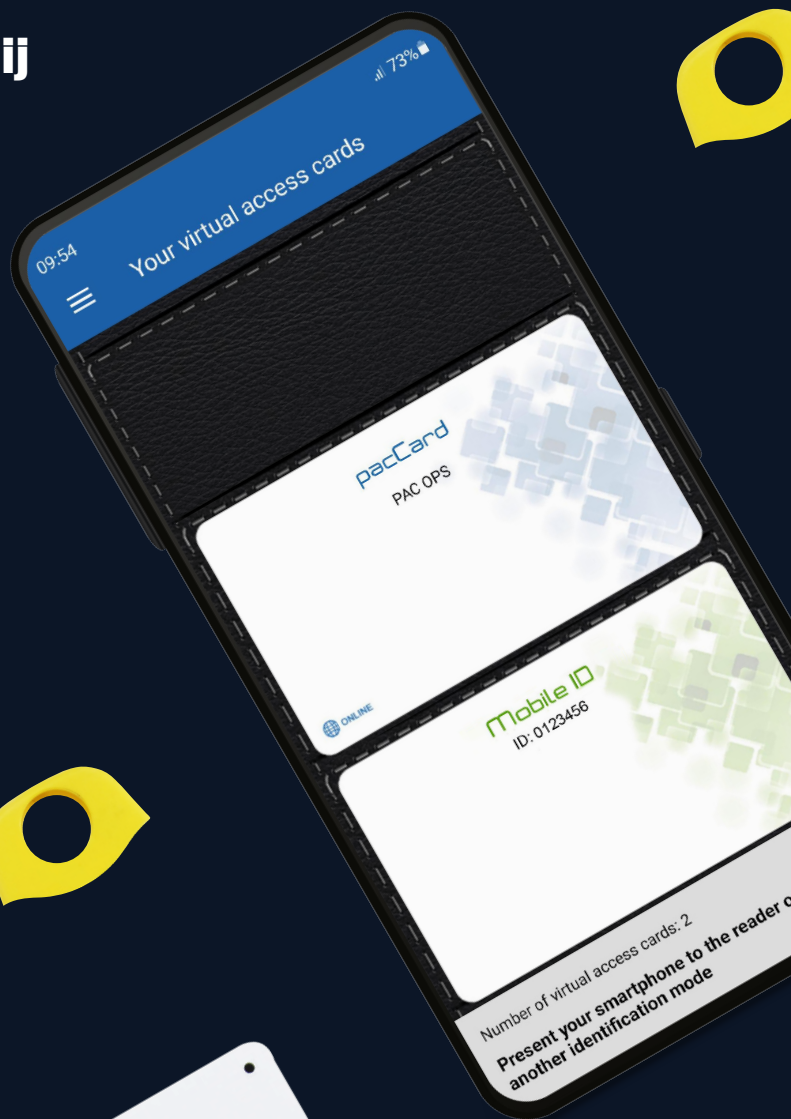 ij
73%
09:54
Your virtual access cards
pacCard
PAC OPS
ONLINE
Mobile ID
ID: 0123456
Number of virtual access cards: 2
Present your smartphone to the reader
another identification mode